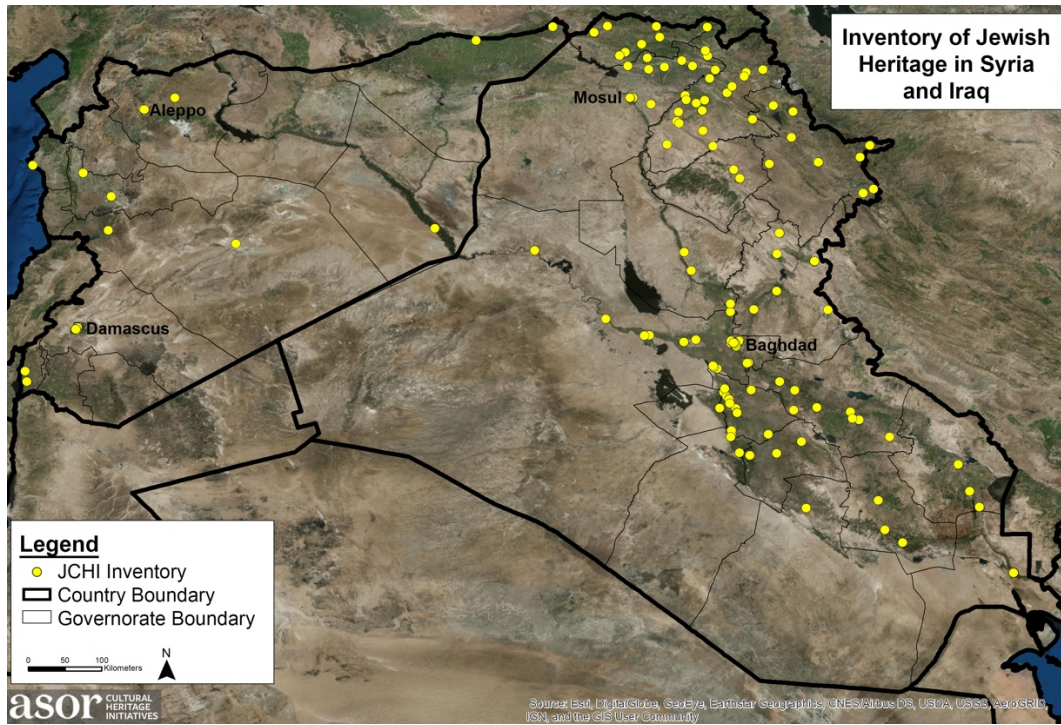 Inventory of Jewish
Heritage in Syria
and Iraq
Mosul
Aleppo
Damascus
Baghdad
Legend
JCHI Inventory
Country Boundary
Governorate Boundary
0 50 100
Kilometers
N
asor CULTURAL
HERITAGE
INITIATIVES
Source: Esri, DigitalGlobe, GeoEye, Earthstar Geographics, CNES/Airbus DS, USDA, USGS, AeroGRID,
IGN, and the GIS User Community